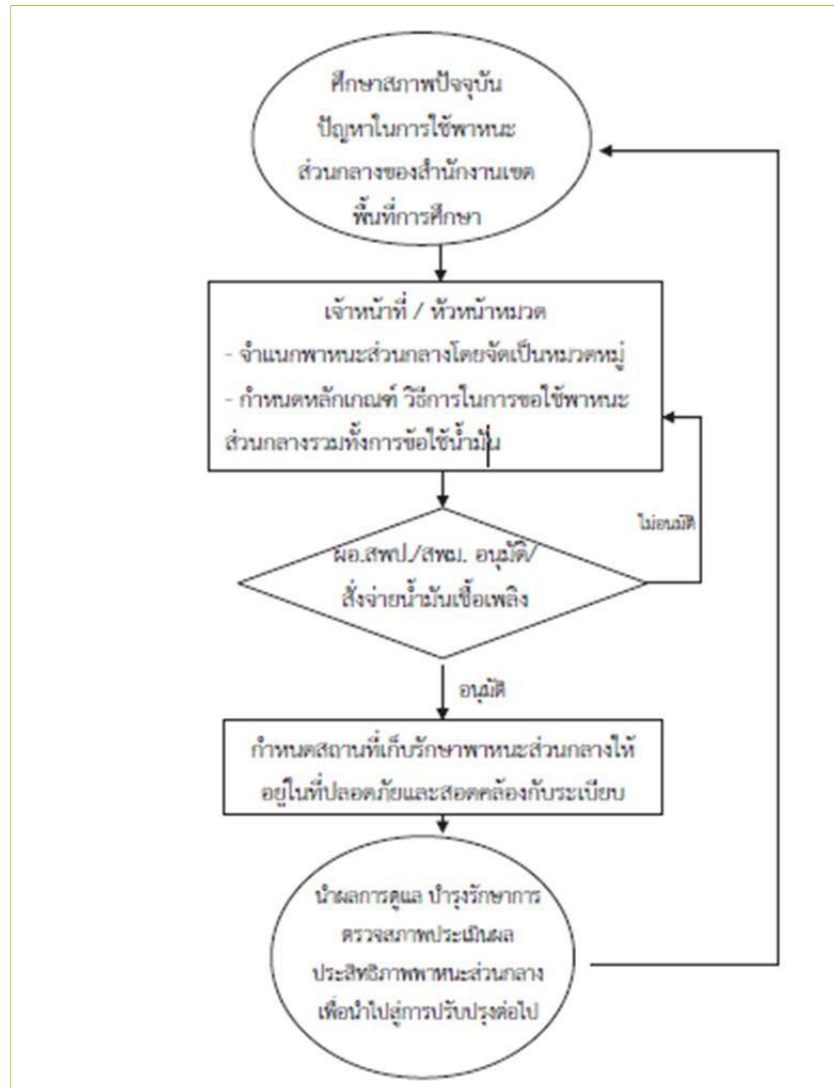 ศึกษาสภาพปัจจุบัน
ปัญหาในการใช้พาหนะ
ส่วนกลางของสำนักงานเขต
พื้นที่การศึกษา
เจ้าหน้าที่ / หัวหน้าหมวด
- จำแนกพาหนะส่วนกลางโดยจัดเป็นหมวดหมู่
- กำหนดหลักเกณฑ์ วิธีการในการขอใช้พาหนะ
ส่วนกลางรวมทั้งการข้อใช้น้ำมัน
ไม่อนุมัติ
ผอ.สพป./สพม. อนุมัติ/
สั่งจ่ายน้ำมันเชื้อเพลิง
อนุมัติ
กำหนดสถานที่เก็บรักษาพาหนะส่วนกลางให้
อยู่ในที่ปลอดภัยและสอดคล้องกับระเบียบ
นำผลการดูแล บำรุงรักษาการ
ตรวจสภาพประเมินผล
ประสิทธิภาพพาหนะส่วนกลาง
เพื่อนำไปสู่การปรับปรุงต่อไป